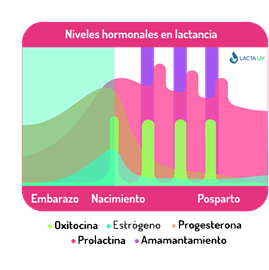 Niveles hormonales en lactancia
LACTA UV
Embarazo Nacimiento Posparto
Oxitocina Estrógeno Progesterona
Prolactina Amamantamiento